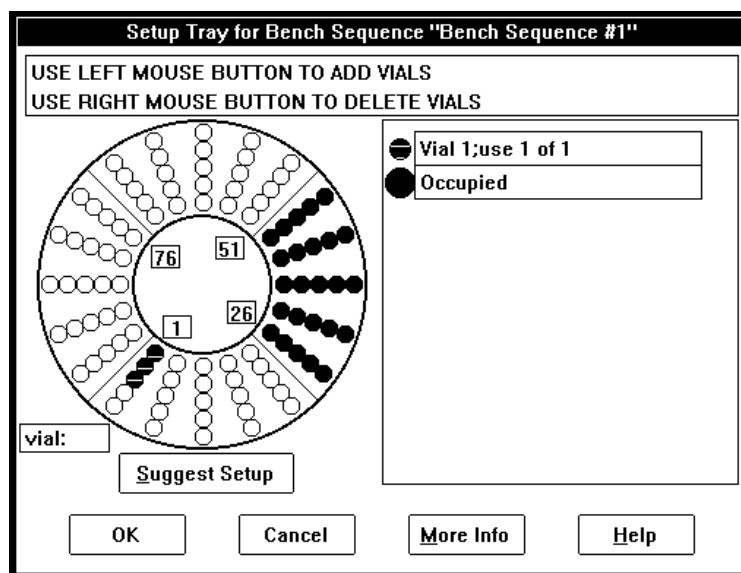 Setup Tray for Bench Sequence "Bench Sequence #1"
USE LEFT MOUSE BUTTON TO ADD VIALS
USE RIGHT MOUSE BUTTON TO DELETE VIALS
Vial 1;use 1 of 1
Occupied
76
51
1
26
vial:
Suggest Setup
OK
Cancel
More Info
Help